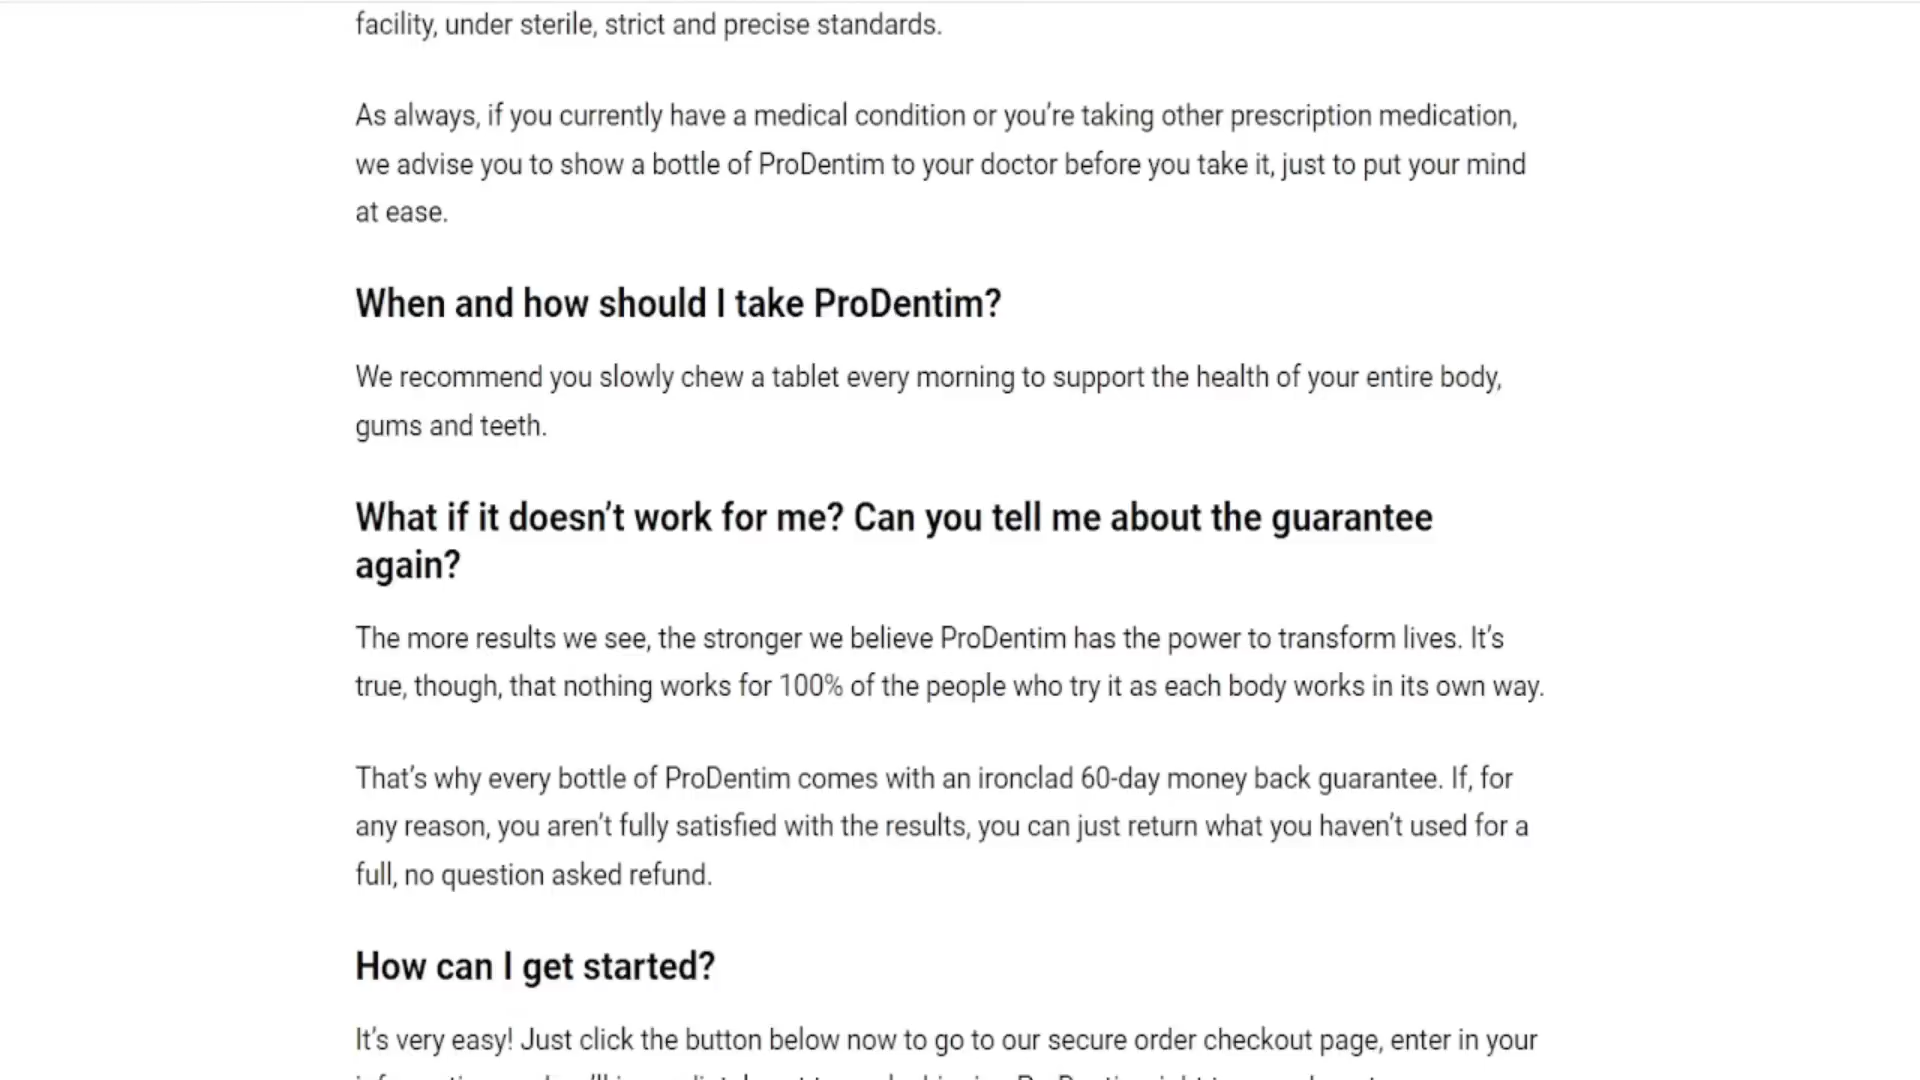 facility, under sterile, strict and precise standards.
As always, if you currently have a medical condition or you’re taking other prescription medication,
we advise you to show a bottle of ProDentim to your doctor before you take it, just to put your mind
at ease.
When and how should I take ProDentim?
We recommend you slowly chew a tablet every morning to support the health of your entire body,
gums and teeth.
What if it doesn’t work for me? Can you tell me about the guarantee
again?
The more results we see, the stronger we believe ProDentim has the power to transform lives. It’s
true, though, that nothing works for 100% of the people who try it as each body works in its own way.
That’s why every bottle of ProDentim comes with an ironclad 60-day money back guarantee. If, for
any reason, you aren’t fully satisfied with the results, you can just return what you haven’t used for a
full, no question asked refund.
How can I get started?
It’s very easy! Just click the button below now to go to our secure order checkout page, enter in your